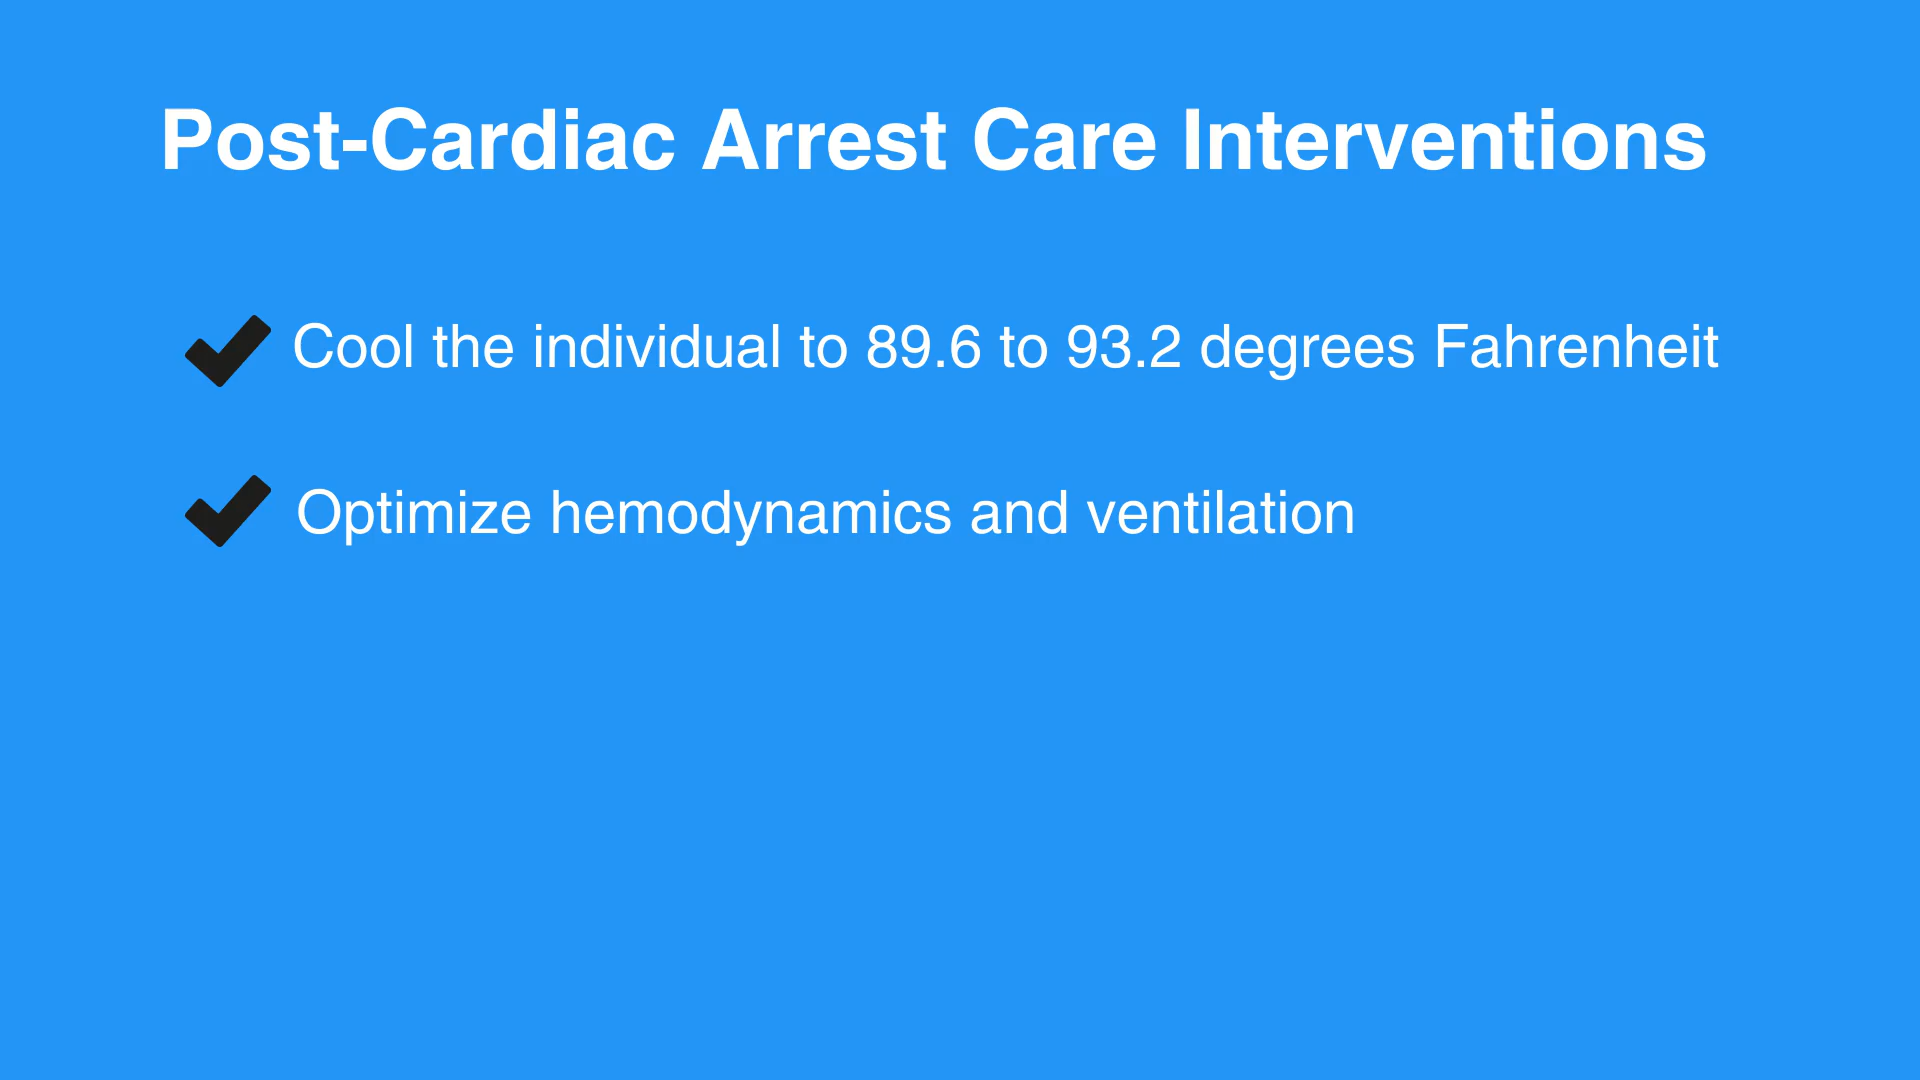 Post-Cardiac Arrest Care Interventions
Cool the individual to 89.6 to 93.2 degrees Fahrenheit
Optimize hemodynamics and ventilation